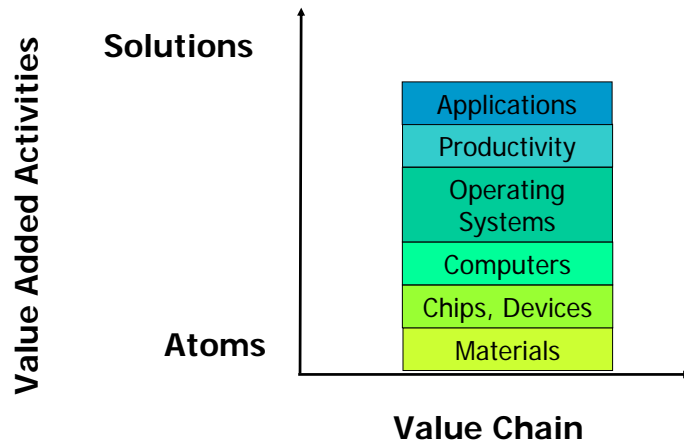 Value Added Activities
Solutions
Applications
Productivity
Operating
Systems
Computers
Chips, Devices
Atoms
Materials
Value Chain